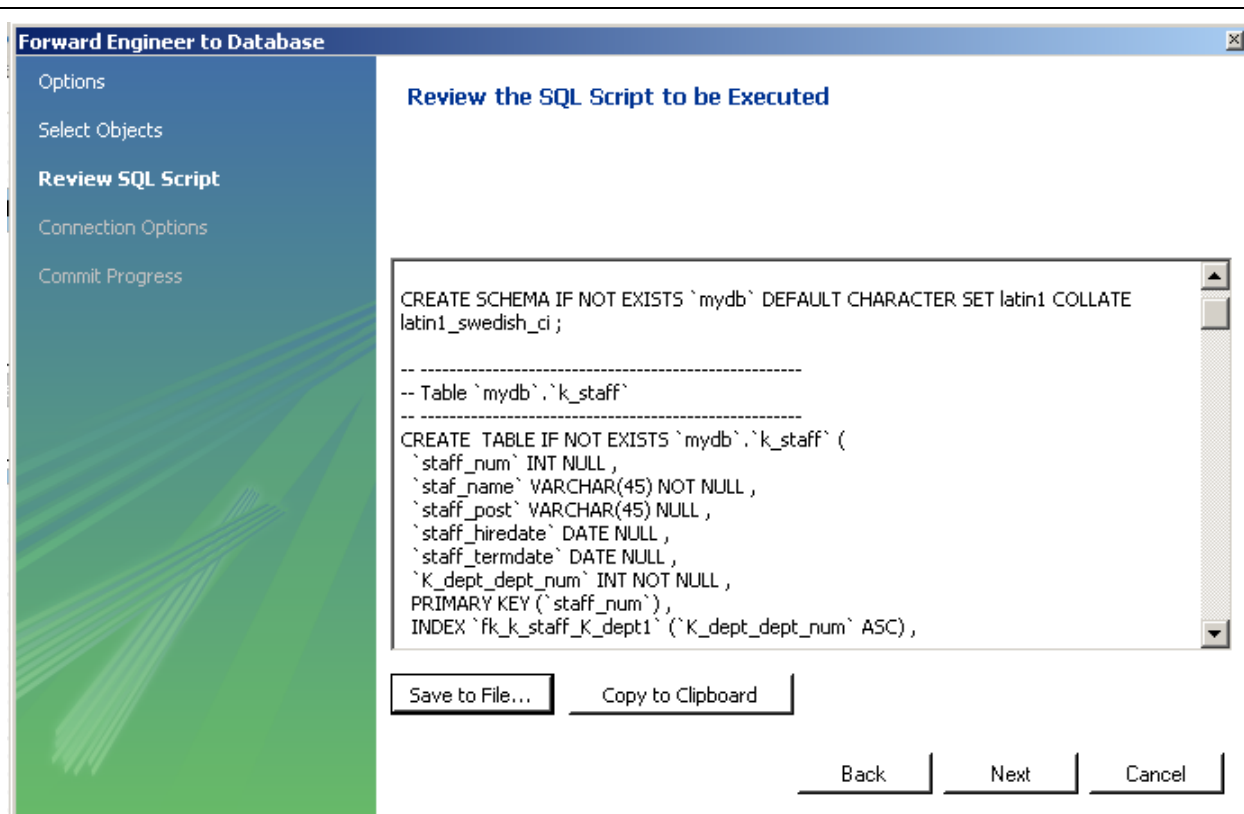 Forward Engineer to Database
Options
Select Objects
Review SQL Script
Connection Options
Commit Progress
Review the SQL Script to be Executed
CREATE SCHEMA IF NOT EXISTS `mydb` DEFAULT CHARACTER SET latin1 COLLATE
latin1_swedish_ci ;
-- -----------------------------------------------------
-- Table `mydb`.`k_staff`
-- -----------------------------------------------------
CREATE  TABLE IF NOT EXISTS `mydb`.`k_staff` (
`staff_num` INT NULL ,
`staf_name` VARCHAR(45) NOT NULL ,
`staff_post` VARCHAR(45) NULL ,
`staff_hiredate` DATE NULL ,
`staff_termdate` DATE NULL ,
`K_dept_dept_num` INT NOT NULL ,
PRIMARY KEY (`staff_num`) ,
INDEX `fk_k_staff_K_dept1` (`K_dept_dept_num` ASC) ,
Save to File...
Copy to Clipboard
Back
Next
Cancel